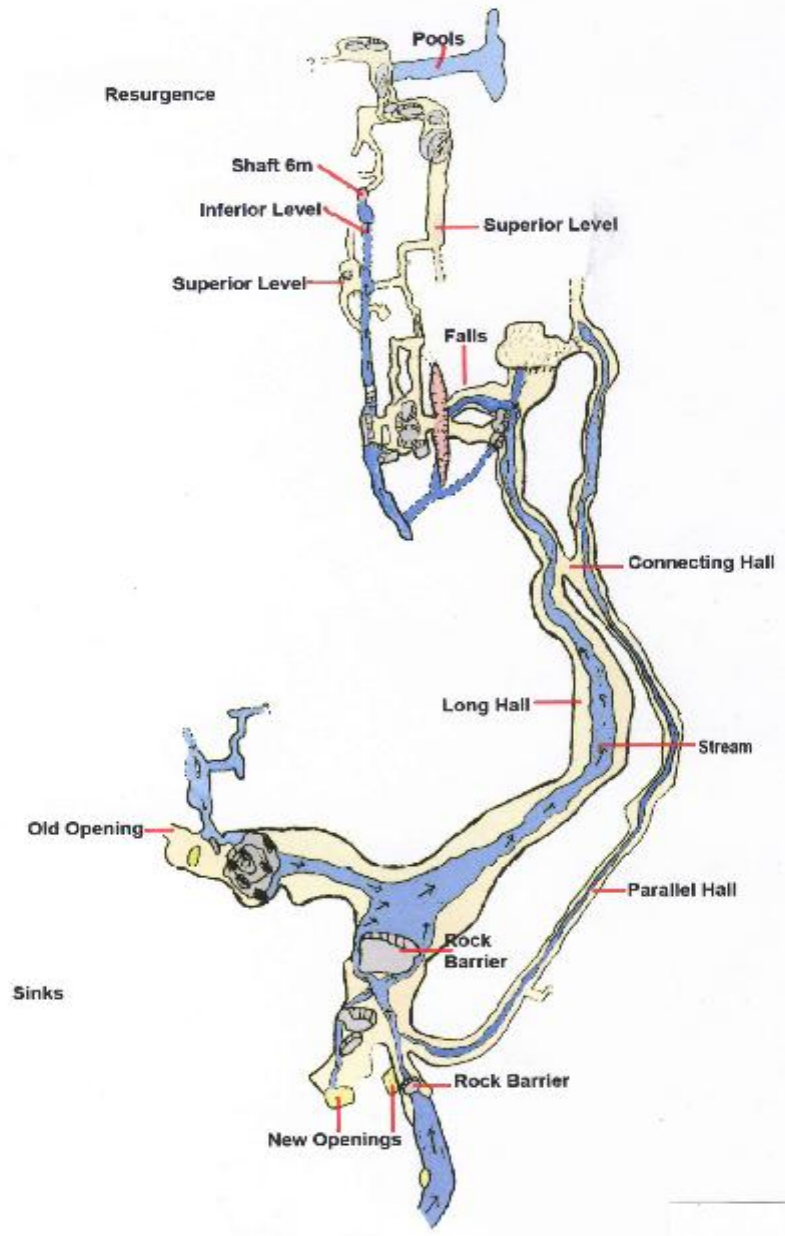 Pools
Resurgence
Shaft 6m
Inferior Level
Superior Level
Superior Level
Falls
Connecting Hall
Long Hall
Stream
Old Opening
Parallel Hall
Rock
Barrier
Sinks
Rock Barrier
New Openings